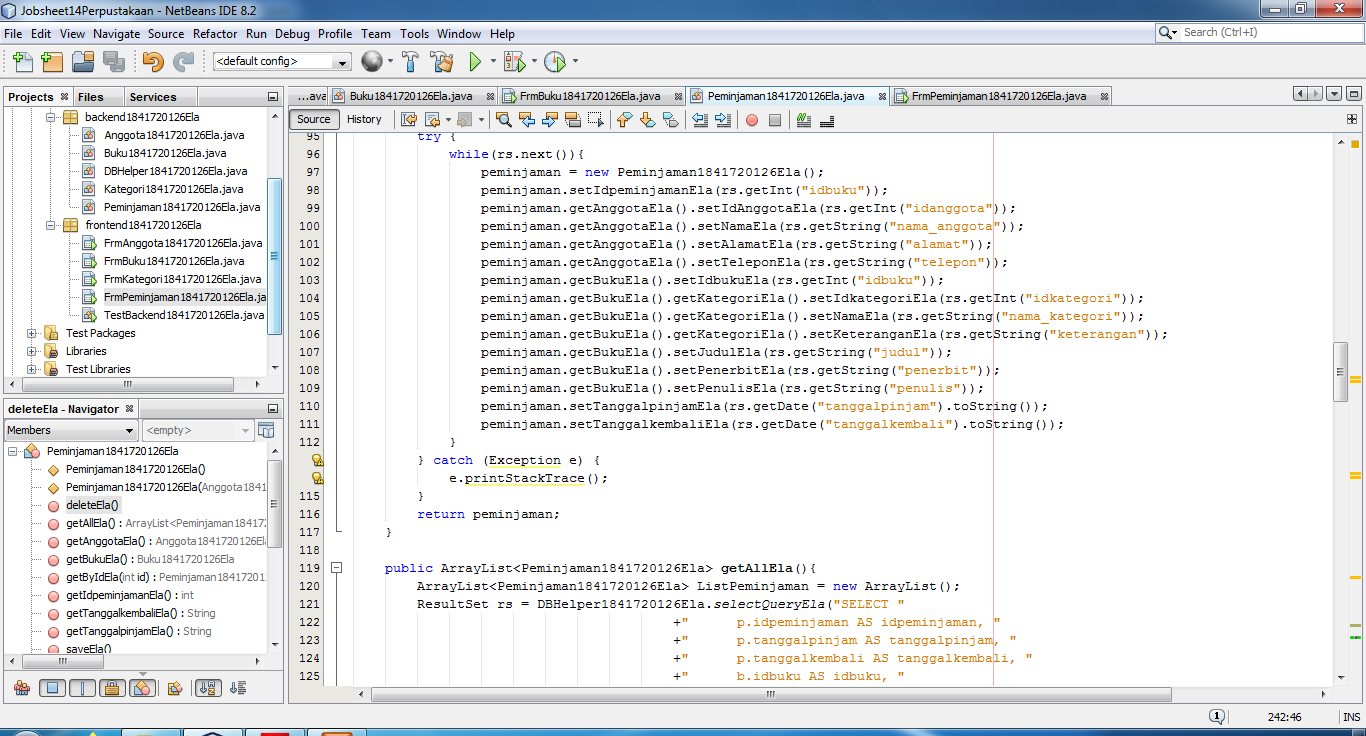 Jobsheet14Perpustakaan - NetBeans IDE 8.2
File Edit View Navigate Source Refactor Run Debug Profile Team Tools Window Help
Search (Ctrl+I)
<default config>
Projects Files Services
backend1841720126Ela
Anggota1841720126Ela.java
Buku1841720126Ela.java
DBHelper1841720126Ela.java
Kategori1841720126Ela.java
Peminjaman1841720126Ela.java
frontend1841720126Ela
FrmAnggota1841720126Ela.java
FrmBuku1841720126Ela.java
FrmKategori1841720126Ela.java
FrmPeminjaman1841720126Ela.ja
TestBackend1841720126Ela.java
Test Packages
Libraries
Test Libraries
deleteEla - Navigator
Members <empty>
Peminjaman1841720126Ela
Peminjaman1841720126Ela()
Peminjaman1841720126Ela(Anggota1841
deleteEla()
getAllEla() : ArrayList<Peminjaman18417
getAnggotaEla() : Anggota1841720126Ela
getBukuEla() : Buku1841720126Ela
getByIdEla(int id) : Peminjaman18417201
getIdpeminjamanEla() : int
getTanggalkembaliEla() : String
getTanggalpinjamEla() : String
saveEla()
...ava Buku1841720126Ela.java FrmBuku1841720126Ela.java Peminjaman1841720126Ela.java FrmPeminjaman1841720126Ela.java
Source History
95 try {
96 while(rs.next()){
97 peminjaman = new Peminjaman1841720126Ela();
98 peminjaman.setIdpeminjamanEla(rs.getInt("idbuku"));
99 peminjaman.getAnggotaEla().setIdAnggotaEla(rs.getInt("idanggota"));
100 peminjaman.getAnggotaEla().setNamaEla(rs.getString("nama_anggota"));
101 peminjaman.getAnggotaEla().setAlamatEla(rs.getString("alamat"));
102 peminjaman.getAnggotaEla().setTeleponEla(rs.getString("telepon"));
103 peminjaman.getBukuEla().setIdbukuEla(rs.getInt("idbuku"));
104 peminjaman.getBukuEla().getKategoriEla().setIdkategoriEla(rs.getInt("idkategori"));
105 peminjaman.getBukuEla().getKategoriEla().setNamaEla(rs.getString("nama_kategori"));
106 peminjaman.getBukuEla().getKategoriEla().setKeteranganEla(rs.getString("keterangan"));
107 peminjaman.getBukuEla().setJudulEla(rs.getString("judul"));
108 peminjaman.getBukuEla().setPenerbitEla(rs.getString("penerbit"));
109 peminjaman.getBukuEla().setPenulisEla(rs.getString("penulis"));
110 peminjaman.setTanggalpinjamEla(rs.getDate("tanggalpinjam").toString());
111 peminjaman.setTanggalkembaliEla(rs.getDate("tanggalkembali").toString());
112 }
} catch (Exception e) {
e.printStackTrace();
115 }
116 return peminjaman;
117 }
118
119 public ArrayList<Peminjaman1841720126Ela> getAllEla(){
120 ArrayList<Peminjaman1841720126Ela> ListPeminjaman = new ArrayList();
121 ResultSet rs = DBHelper1841720126Ela.selectQueryEla("SELECT "
122 +" p.idpeminjaman AS idpeminjaman, "
123 +" p.tanggalpinjam AS tanggalpinjam, "
124 +" p.tanggalkembali AS tanggalkembali, "
125 +" b.idbuku AS idbuku, "
1 242:46 INS